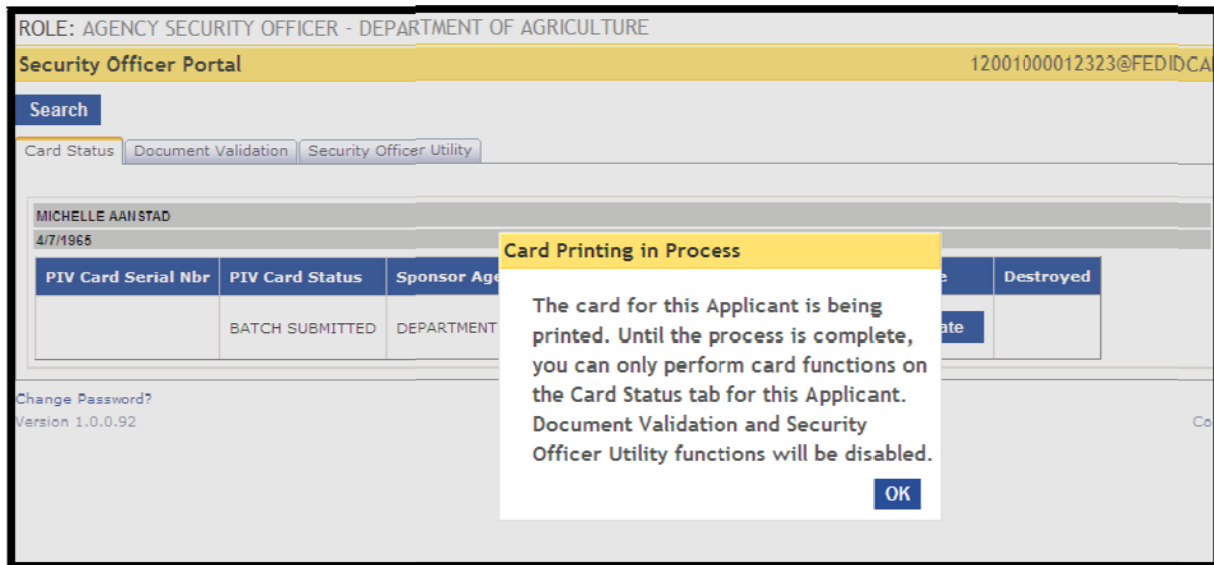 ROLE: AGENCY SECURITY OFFICER - DEPARTMENT OF AGRICULTURE
Security Officer Portal 12001000012323@FEDIDCA
Search
Card Status Document Validation Security Officer Utility
MICHELLE AANSTAD
4/7/1965
PIV Card Serial Nbr PIV Card Status Sponsor Age Destroyed
BATCH SUBMITTED DEPARTMENT ate
Card Printing in Process
The card for this Applicant is being
printed. Until the process is complete,
you can only perform card functions on
the Card Status tab for this Applicant.
Document Validation and Security
Officer Utility functions will be disabled.
OK
Change Password?
Version 1.0.0.92 Co